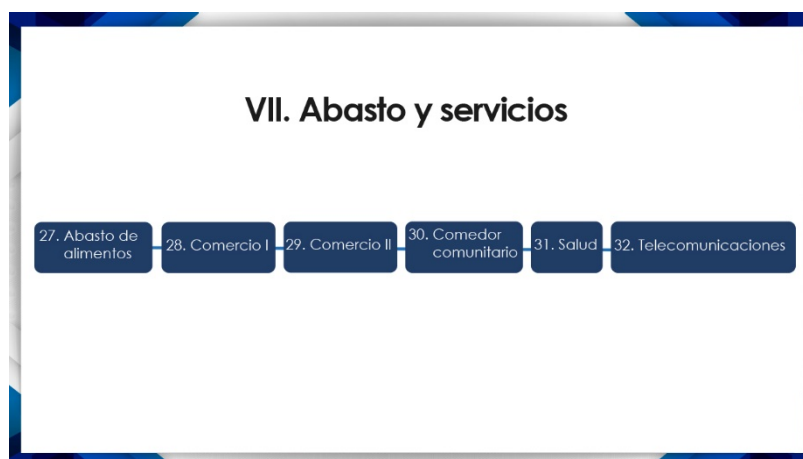 VII. Abasto y servicios
27. Abasto de
alimentos
28. Comercio I
29. Comercio II
30. Comedor
comunitario
31. Salud
32. Telecomunicaciones